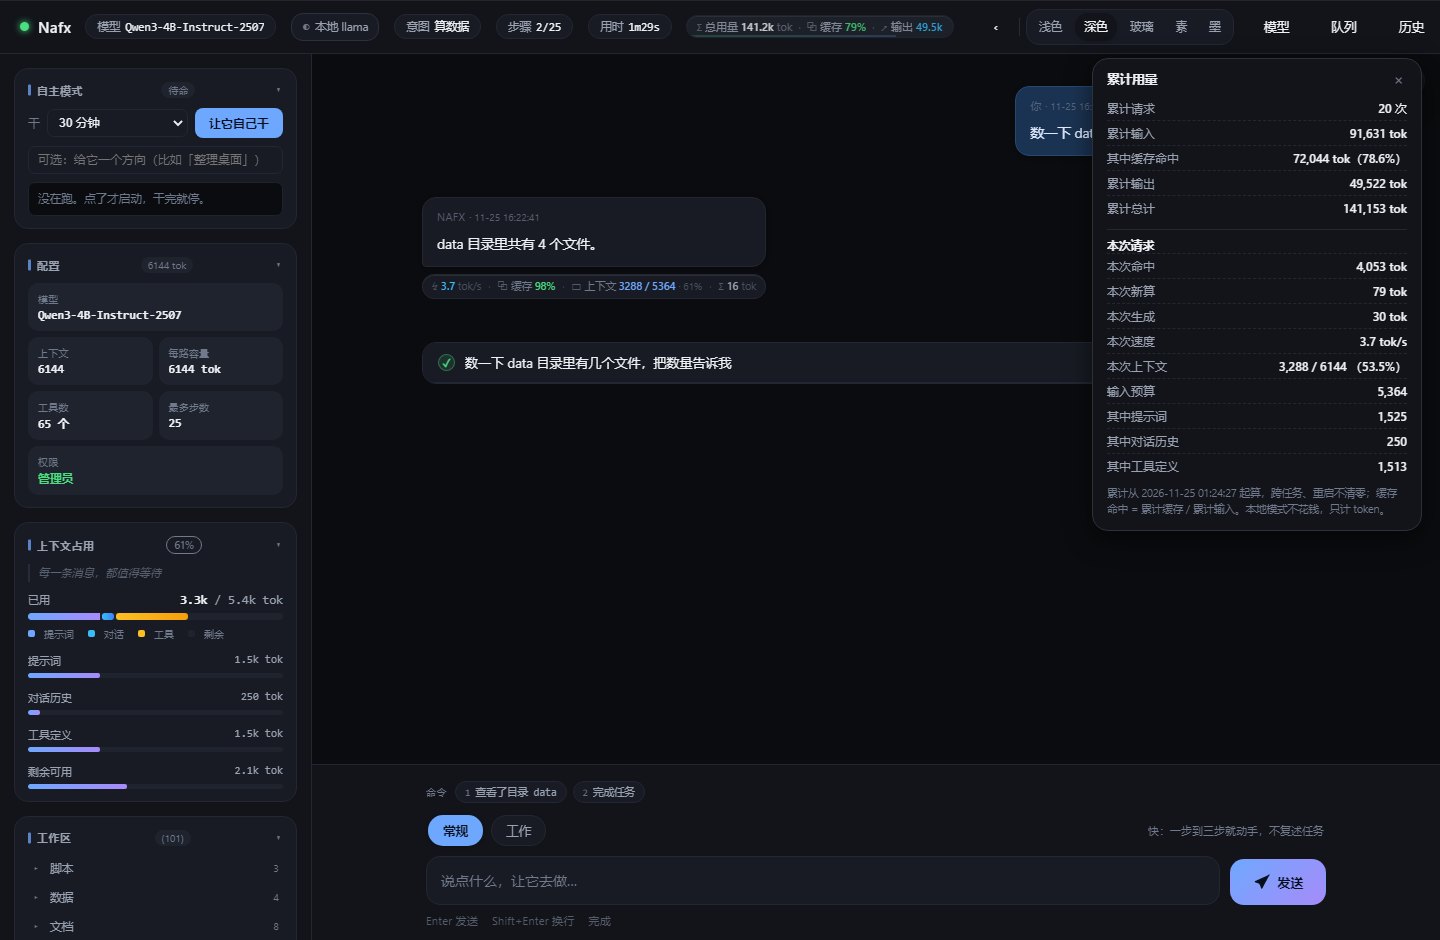 Nafx 模型 Qwen3-4B-Instruct-2507 本地 llama 意图 算数据 步骤 2/25 用时 1m29s Σ 总用量 141.2k tok · 缓存 79% · 输出 49.5k ‹ 浅色 深色 玻璃 素 墨 模型 队列 历史
自主模式 待命
干 30 分钟 让它自己干
可选：给它一个方向（比如「整理桌面」）
没在跑。点了才启动，干完就停。
配置 6144 tok
模型
Qwen3-4B-Instruct-2507
上下文 每路容量
6144 6144 tok
工具数 最多步数
65 个 25
权限
管理员
上下文占用 61%
每一条消息，都值得等待
已用 3.3k / 5.4k tok
提示词 对话 工具 剩余
提示词 1.5k tok
对话历史 250 tok
工具定义 1.5k tok
剩余可用 2.1k tok
工作区 (101)
脚本 3
数据 4
文档 8
你 · 11-25 16:
数一下 dat
NAFX · 11-25 16:22:41
data 目录里共有 4 个文件。
3.7 tok/s · 缓存 98% · 上下文 3288 / 5364 · 61% · Σ 16 tok
数一下 data 目录里有几个文件，把数量告诉我
累计用量 ×
累计请求 20 次
累计输入 91,631 tok
其中缓存命中 72,044 tok（78.6%）
累计输出 49,522 tok
累计总计 141,153 tok
本次请求
本次命中 4,053 tok
本次新算 79 tok
本次生成 30 tok
本次速度 3.7 tok/s
本次上下文 3,288 / 6144 （53.5%）
输入预算 5,364
其中提示词 1,525
其中对话历史 250
其中工具定义 1,513
累计从 2026-11-25 01:24:27 起算，跨任务、重启不清零；缓存
命中 = 累计缓存 / 累计输入。本地模式不花钱，只计 token。
命令 1 查看了目录 data 2 完成任务
常规 工作 快：一步到三步就动手，不复述任务
说点什么，让它去做... 发送
Enter 发送 Shift+Enter 换行 完成